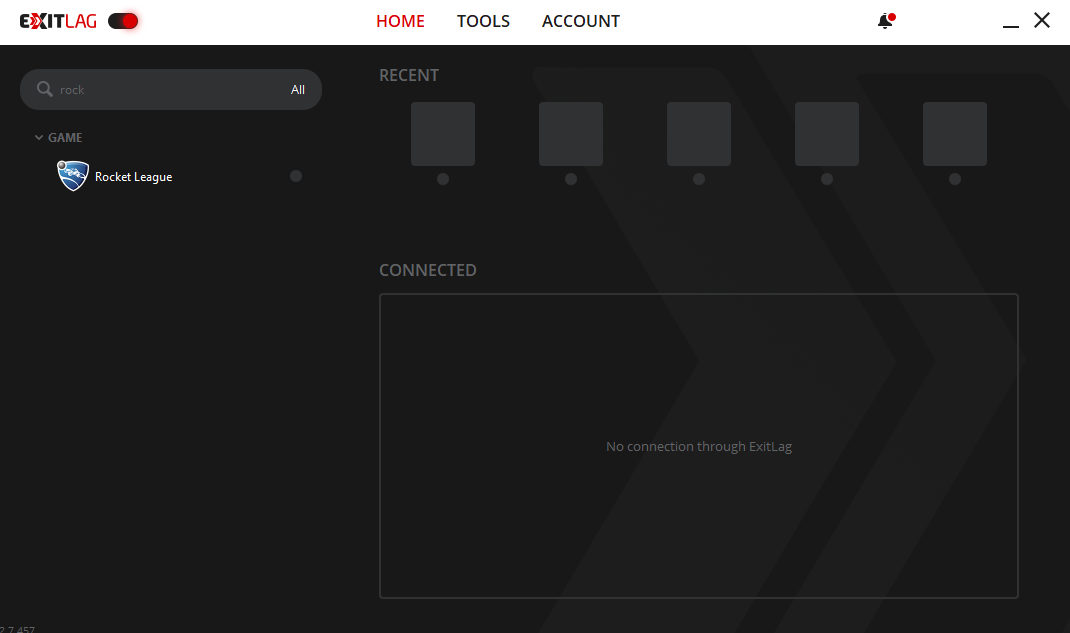 EXITLAG
HOME TOOLS ACCOUNT
rock All
GAME
Rocket League
RECENT
CONNECTED
No connection through ExitLag
2.7.457